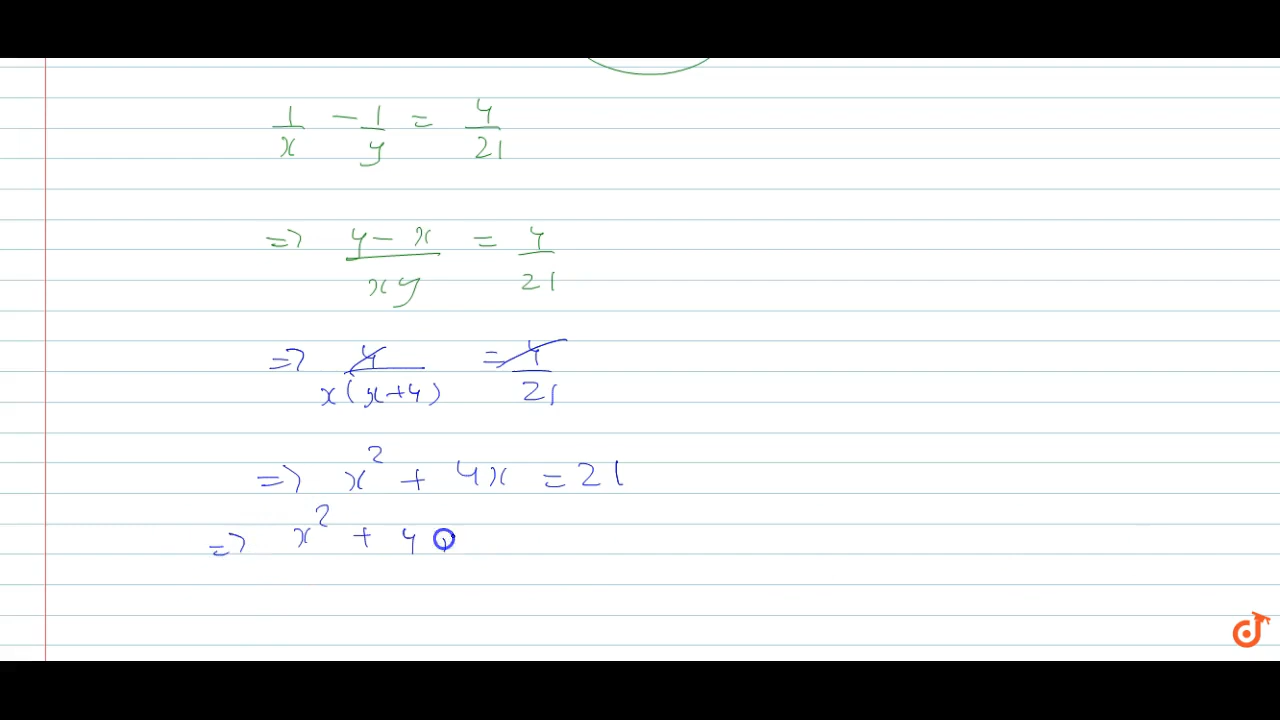 1/x - 1/y = 4/21
=> y - x / xy = 4/21
=> 4 / x(x+4) = 4/21
=> x² + 4x = 21
=> x² + 4